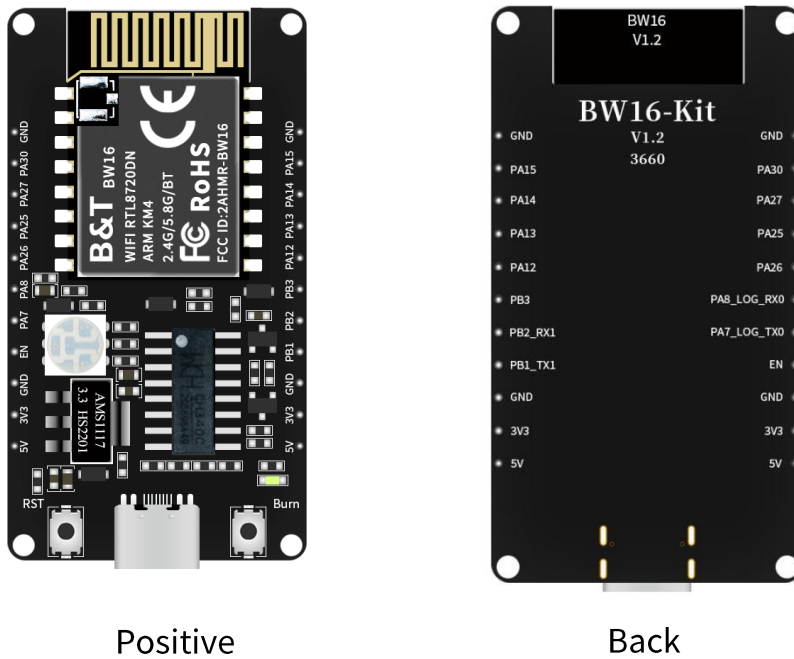 GND
PA30
PA27
PA25
PA26
PA8
PA7
EN
GND
3V3
5V
B&T BW16
WIFI RTL8720DN
ARM KM4
2.4G/5.8G/BT
FC RoHS
CE
FCC ID:2AHMR-BW16
GND
PA15
PA14
PA13
PA12
PB3
PB2
PB1
GND
3V3
5V
AMS1117
3.3 HS2201
CH340C
RST
Burn
Positive
BW16
V1.2
BW16-Kit
V1.2
3660
GND
PA15
PA14
PA13
PA12
PB3
PB2_RX1
PB1_TX1
GND
3V3
5V
GND
PA30
PA27
PA25
PA26
PA8_LOG_RX0
PA7_LOG_TX0
EN
GND
3V3
5V
Back